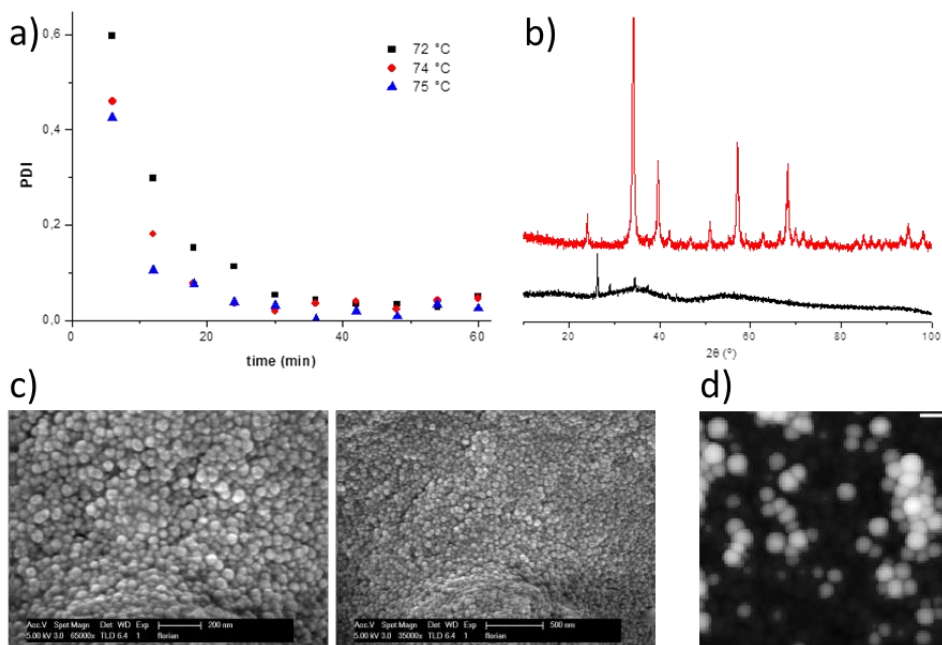 a)
0,6
0,4
0,2
0,0
PDI
72 °C
74 °C
75 °C
0
20
40
60
time (min)
b)
20
40
60
80
100
2θ (°)
c)
Acc.V Spot Magn Det WD Exp
200 nm
5.00 kV 3.0 65000x TLD 6.4 1 florian
Acc.V Spot Magn Det WD Exp
500 nm
5.00 kV 3.0 35000x TLD 6.4 1 florian
d)